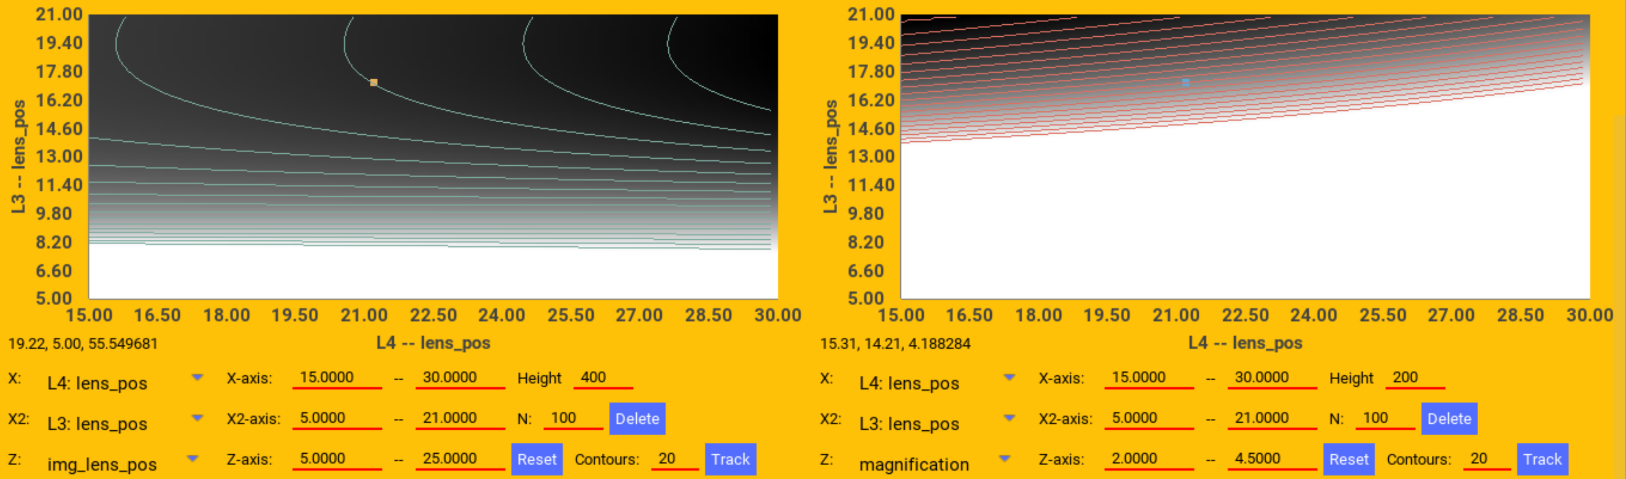 21.00
19.40
17.80
16.20
14.60
13.00
11.40
9.80
8.20
6.60
5.00
L3 -- lens_pos
15.00 16.50 18.00 19.50 21.00 22.50 24.00 25.50 27.00 28.50 30.00
19.22, 5.00, 55.549681 L4 -- lens_pos
X: L4: lens_pos X-axis: 15.0000 -- 30.0000 Height 400
X2: L3: lens_pos X2-axis: 5.0000 -- 21.0000 N: 100 Delete
Z: img_lens_pos Z-axis: 5.0000 -- 25.0000 Reset Contours: 20 Track
21.00
19.40
17.80
16.20
14.60
13.00
11.40
9.80
8.20
6.60
5.00
L3 -- lens_pos
15.00 16.50 18.00 19.50 21.00 22.50 24.00 25.50 27.00 28.50 30.00
15.31, 14.21, 4.188284 L4 -- lens_pos
X: L4: lens_pos X-axis: 15.0000 -- 30.0000 Height 200
X2: L3: lens_pos X2-axis: 5.0000 -- 21.0000 N: 100 Delete
Z: magnification Z-axis: 2.0000 -- 4.5000 Reset Contours: 20 Track